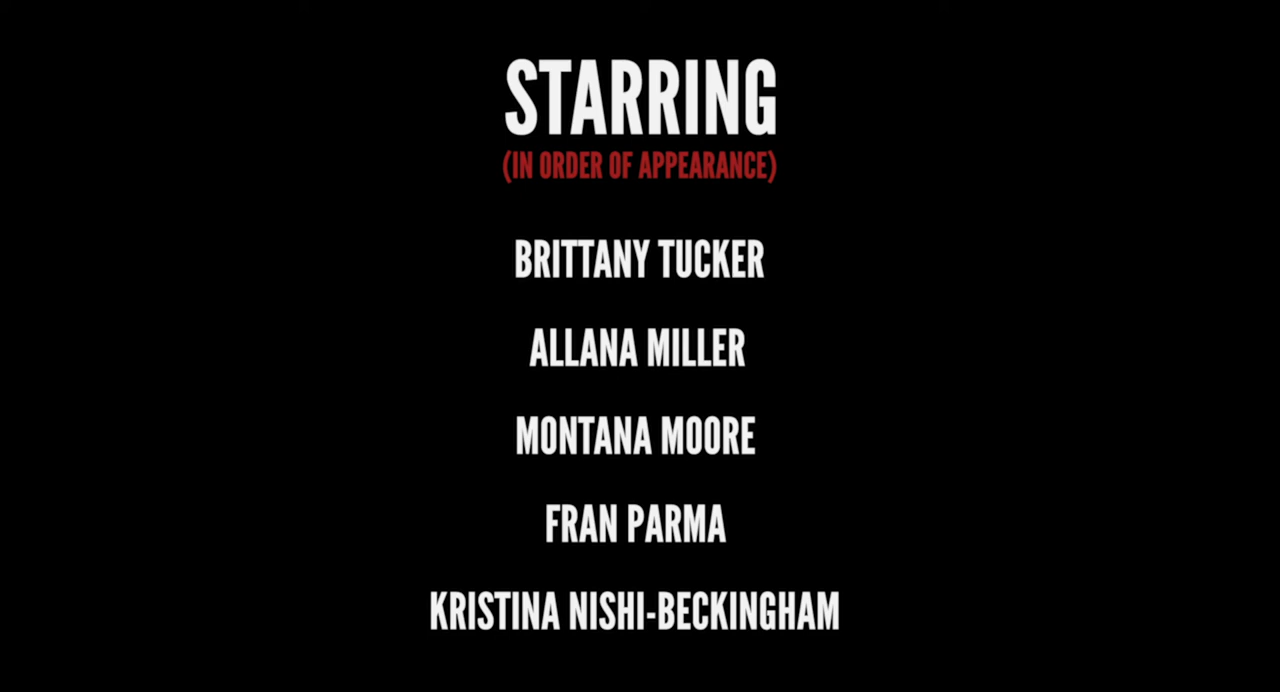 STARRING
(IN ORDER OF APPEARANCE)
BRITTANY TUCKER
ALLANA MILLER
MONTANA MOORE
FRAN PARMA
KRISTINA NISHI-BECKINGHAM